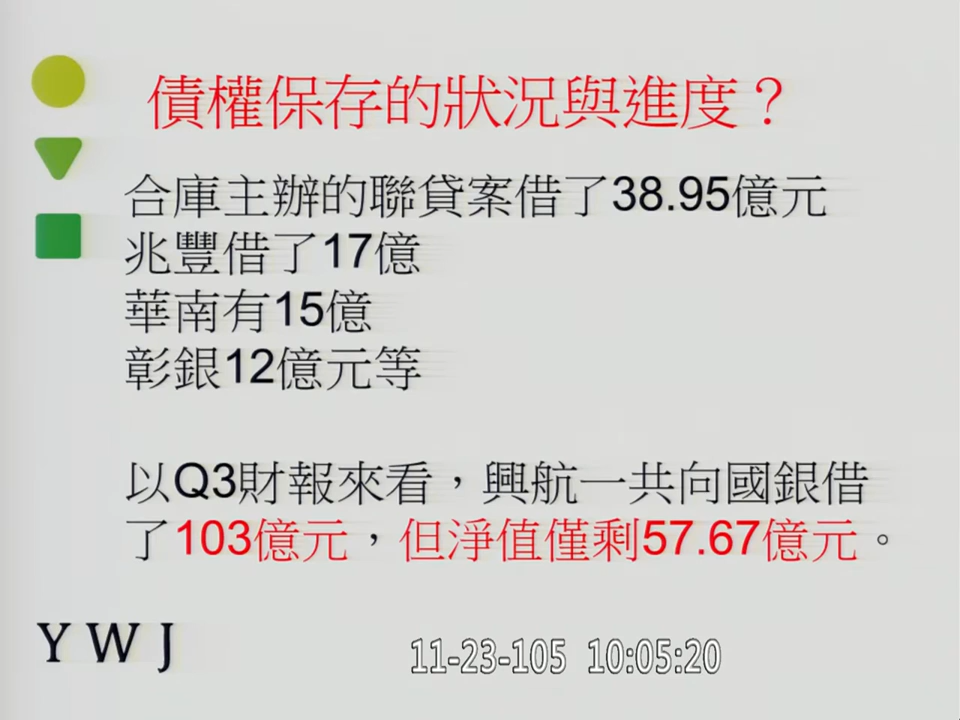 債權保存的狀況與進度？
合庫主辦的聯貸案借了38.95億元
兆豐借了17億
華南有15億
彰銀12億元等
以Q3財報來看，興航一共向國銀借
了103億元，但淨值僅剩57.67億元。
Y W J
11-23-105 10:05:20